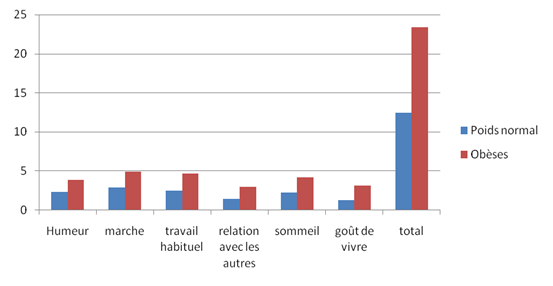 25
20
15
10
5
0
Humeur
marche
travail
habituel
relation
avec les
autres
sommeil
goût de
vivre
total
Poids normal
Obèses